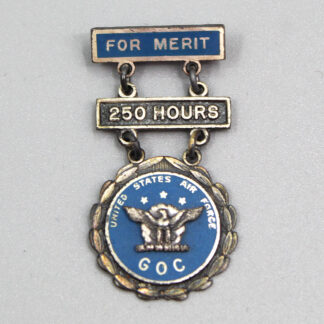 FOR MERIT
250 HOURS
UNITED STATES AIR FORCE
GOC